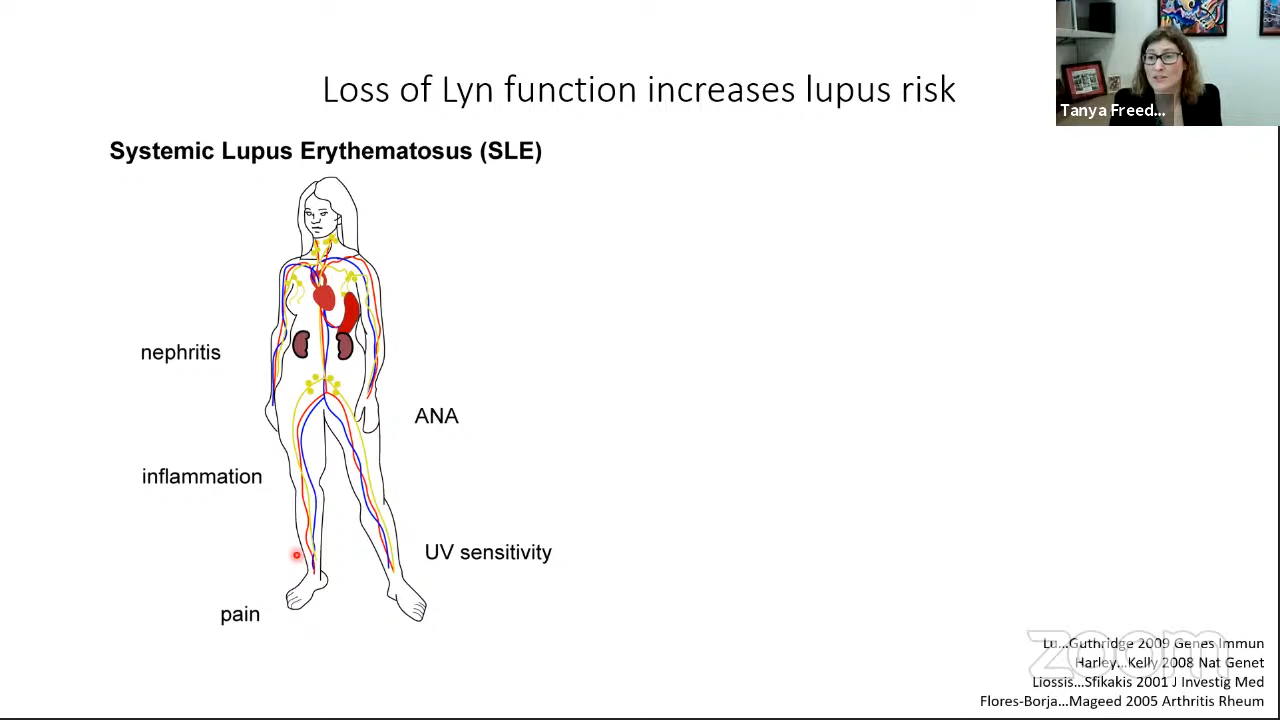 Loss of Lyn function increases lupus risk
Tanya Freed...
Systemic Lupus Erythematosus (SLE)
nephritis
ANA
inflammation
UV sensitivity
pain
zoom
Lu...Guthridge 2009 Genes Immun
Harley...Kelly 2008 Nat Genet
Liossis...Sfikakis 2001 J Investig Med
Flores-Borja...Mageed 2005 Arthritis Rheum